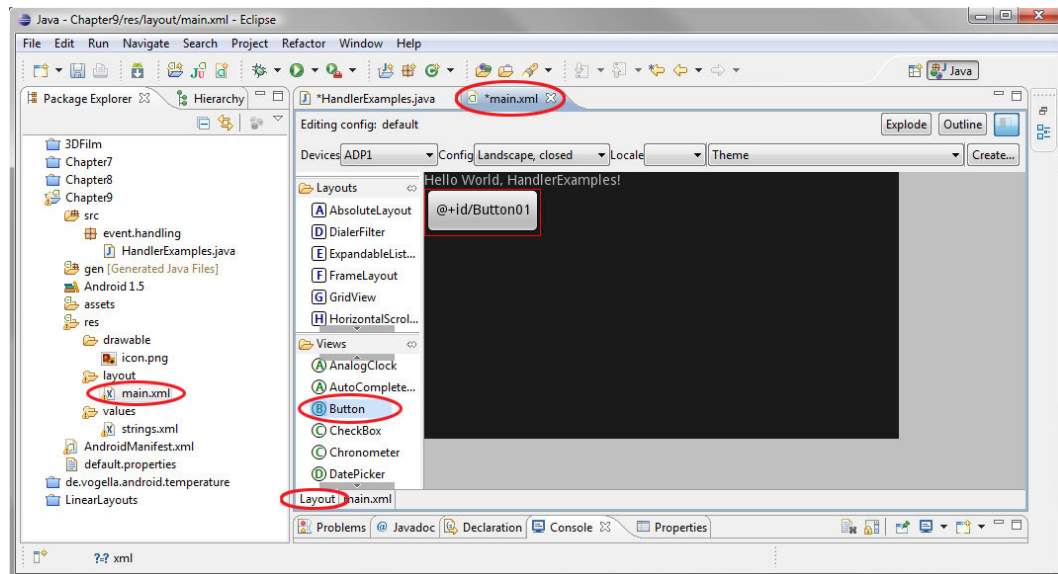 Java - Chapter9/res/layout/main.xml - Eclipse
File Edit Run Navigate Search Project Refactor Window Help
Java
Package Explorer Hierarchy
3DFilm
Chapter7
Chapter8
Chapter9
src
event.handling
HandlerExamples.java
gen [Generated Java Files]
Android 1.5
assets
res
drawable
icon.png
layout
main.xml
values
strings.xml
AndroidManifest.xml
default.properties
de.vogella.android.temperature
LinearLayouts
*HandlerExamples.java *main.xml
Editing config: default Explode Outline
Devices ADP1 Config Landscape, closed Locale Theme Create...
Layouts
A AbsoluteLayout
D DialerFilter
E ExpandableList...
F FrameLayout
G GridView
H HorizontalScrol...
Views
A AnalogClock
A AutoComplete...
B Button
C CheckBox
C Chronometer
D DatePicker
Hello World, HandlerExamples!
@+id/Button01
Layout main.xml
Problems @ Javadoc Declaration Console Properties
?=? xml